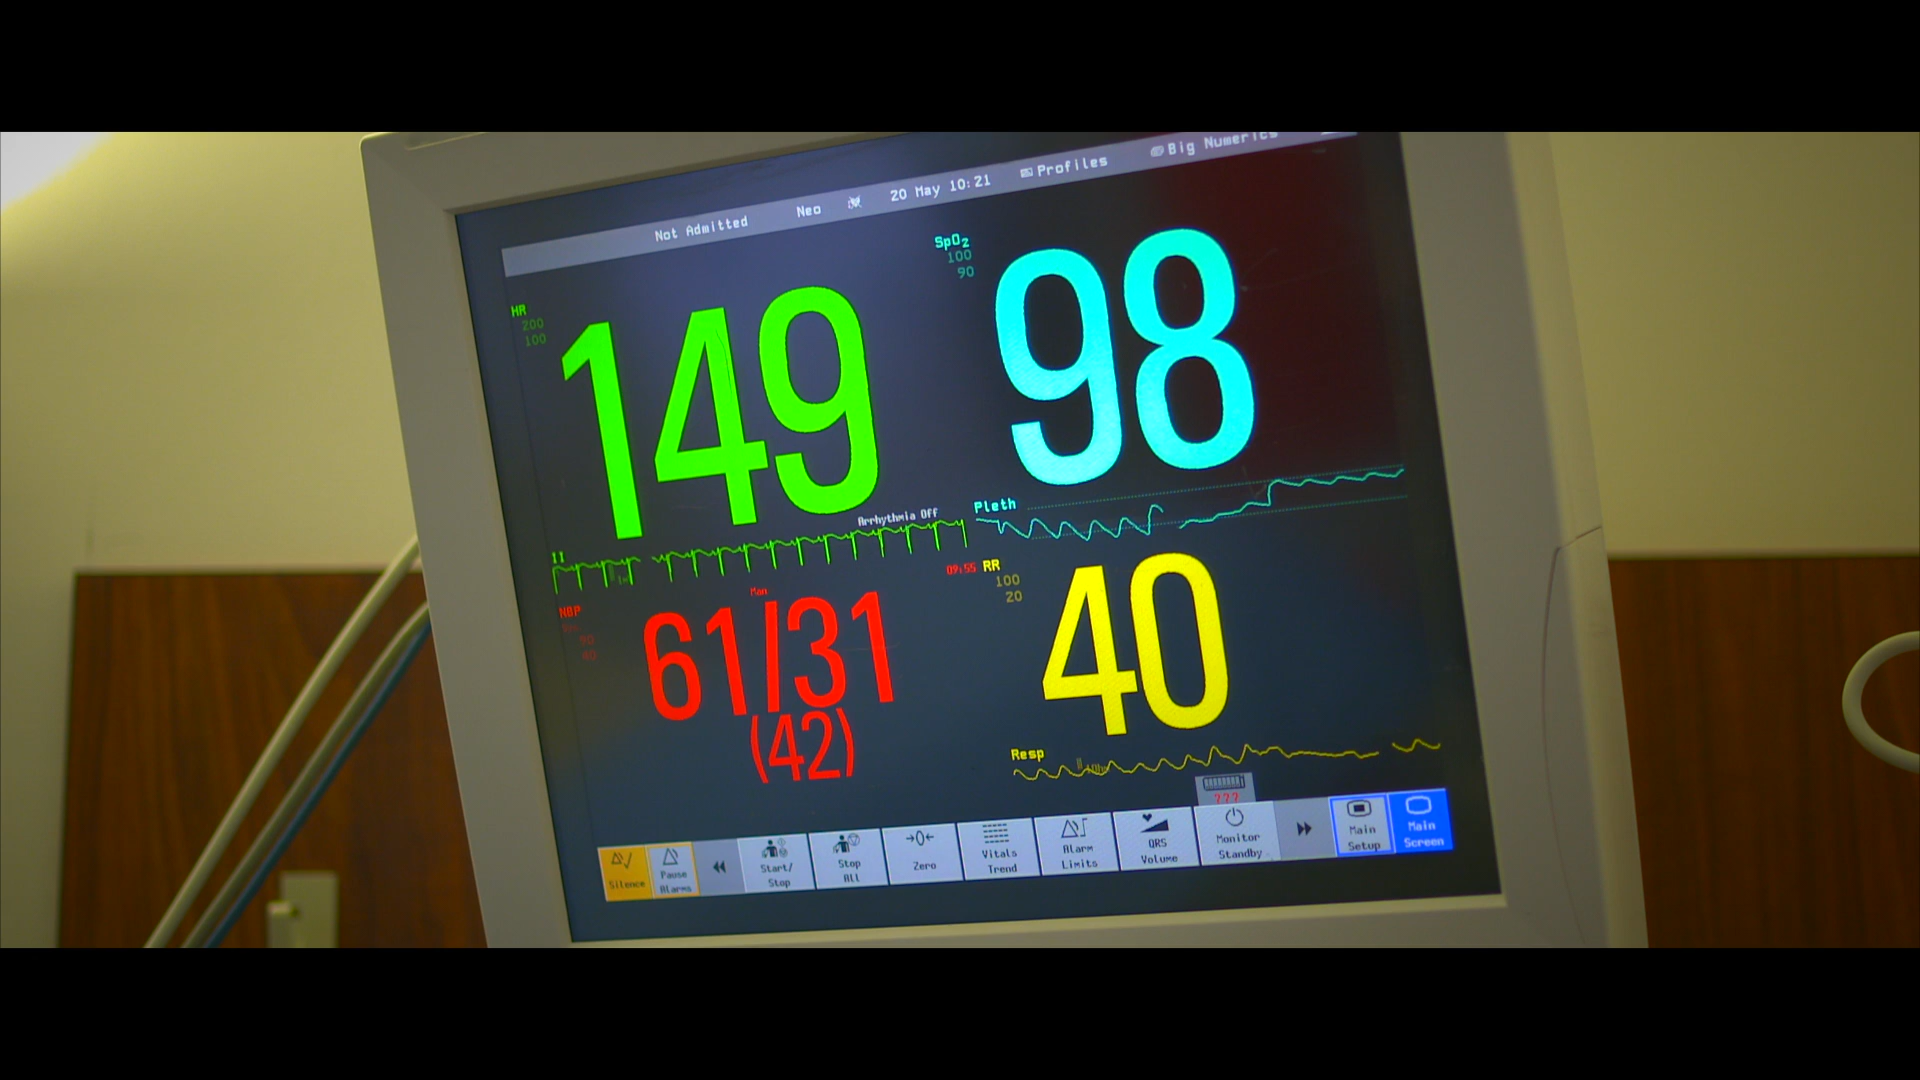 Not Admitted Neo 20 May 10:21 Profiles Big Numerics
HR
200
100
149
SpO2
100
90
98
Arrhythmia Off
II
Pleth
NBP
90
40
Man
09:55
61/31
(42)
RR
100
20
40
Resp
???
Silence
Pause Alarms
Start/ Stop
Stop All
Zero
Vitals Trend
Alarm Limits
QRS Volume
Monitor Standby
Main Setup
Main Screen